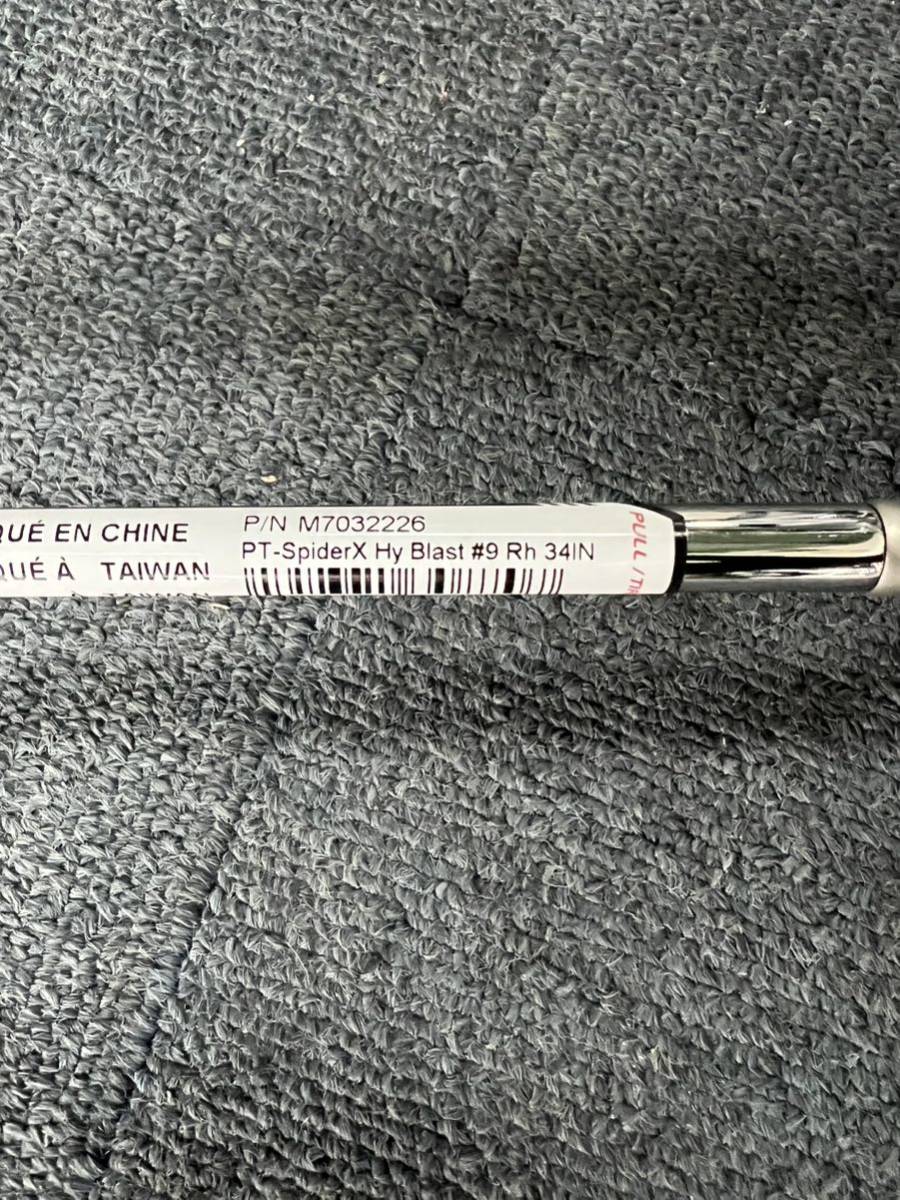 QUÉ EN CHINE
QUÉ À TAIWAN
P/N M7032226
PT-SpiderX Hy Blast #9 Rh 34IN
PULL /